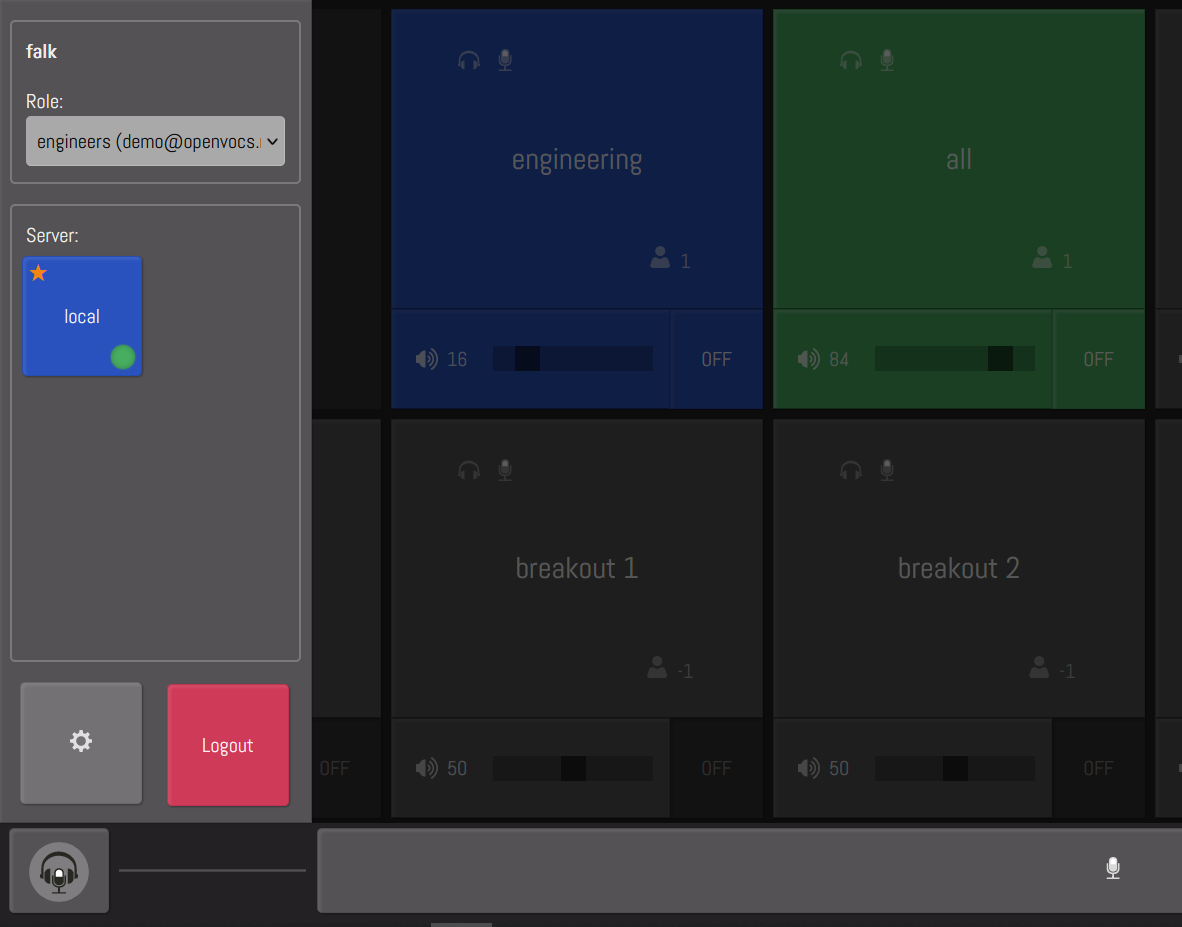 falk
Role:
engineers (demo@openvocs.
Server:
local
Logout
engineering
1
16
OFF
all
1
84
OFF
breakout 1
-1
50
OFF
breakout 2
-1
50
OFF
OFF